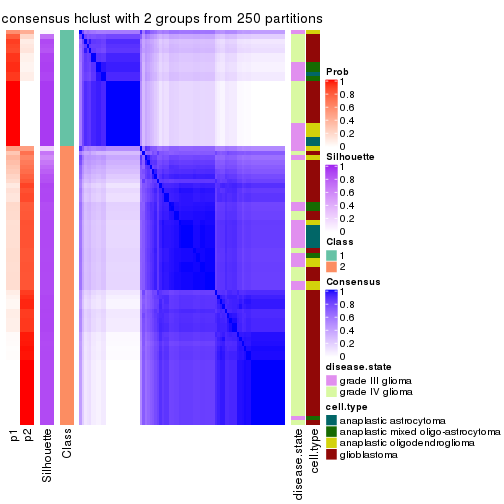 consensus hclust with 2 groups from 250 partitions
Prob
1
0.8
0.6
0.4
0.2
0
Silhouette
1
0.8
0.6
0.4
0.2
0
Class
1
2
Consensus
1
0.8
0.6
0.4
0.2
0
disease.state
grade III glioma
grade IV glioma
cell.type
anaplastic astrocytoma
anaplastic mixed oligo-astrocytoma
anaplastic oligodendroglioma
glioblastoma
p1
p2
Silhouette
Class
disease.state
cell.type